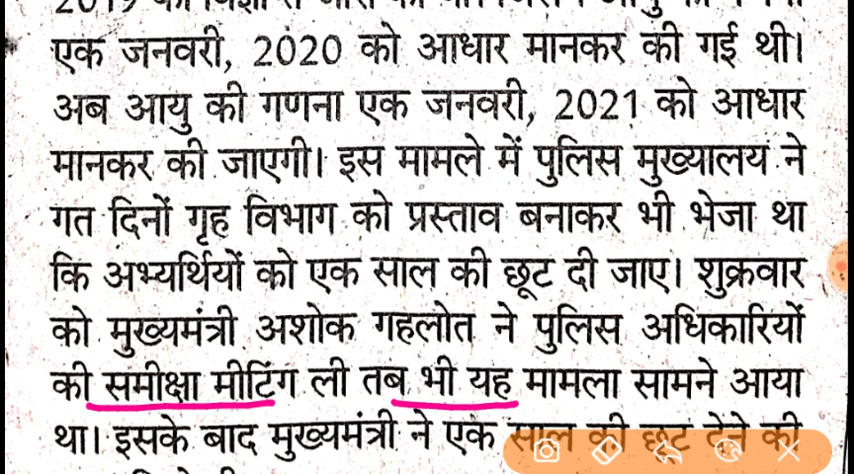 एक जनवरी, 2020 को आधार मानकर की गई थी।
अब आयु की गणना एक जनवरी, 2021 को आधार
मानकर की जाएगी। इस मामले में पुलिस मुख्यालय ने
गत दिनों गृह विभाग को प्रस्ताव बनाकर भी भेजा था
कि अभ्यर्थियों को एक साल की छूट दी जाए। शुक्रवार
को मुख्यमंत्री अशोक गहलोत ने पुलिस अधिकारियों
की समीक्षा मीटिंग ली तब भी यह मामला सामने आया
था। इसके बाद मुख्यमंत्री ने एक साल की छूट देने की